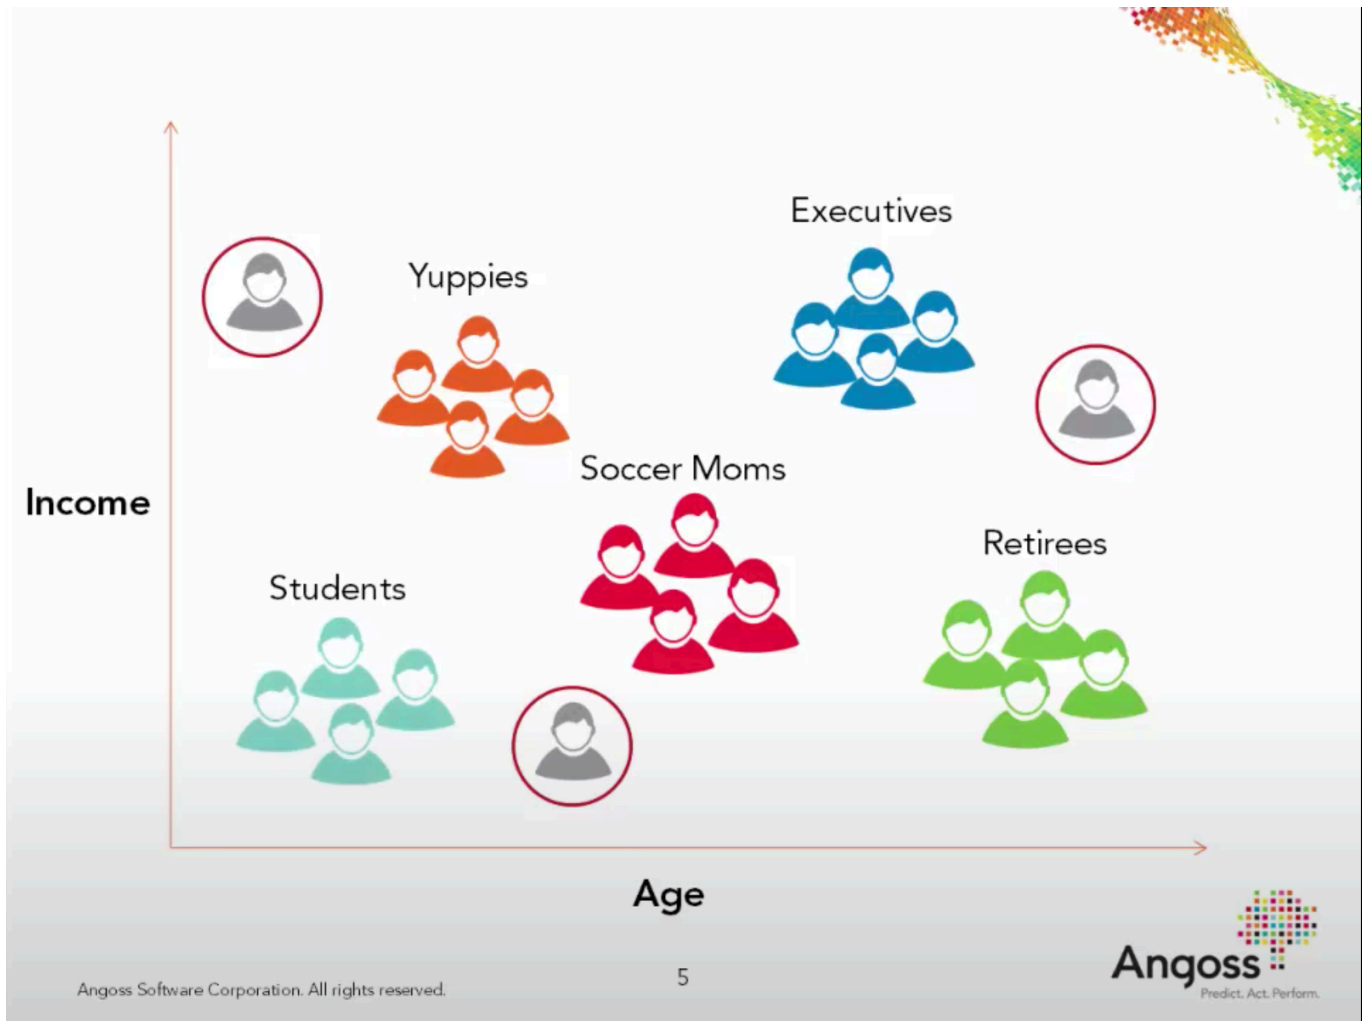 Executives
Yuppies
Soccer Moms
Income
Retirees
Students
Age
Angoss
Predict. Act. Perform.
5
Angoss Software Corporation. All rights reserved.